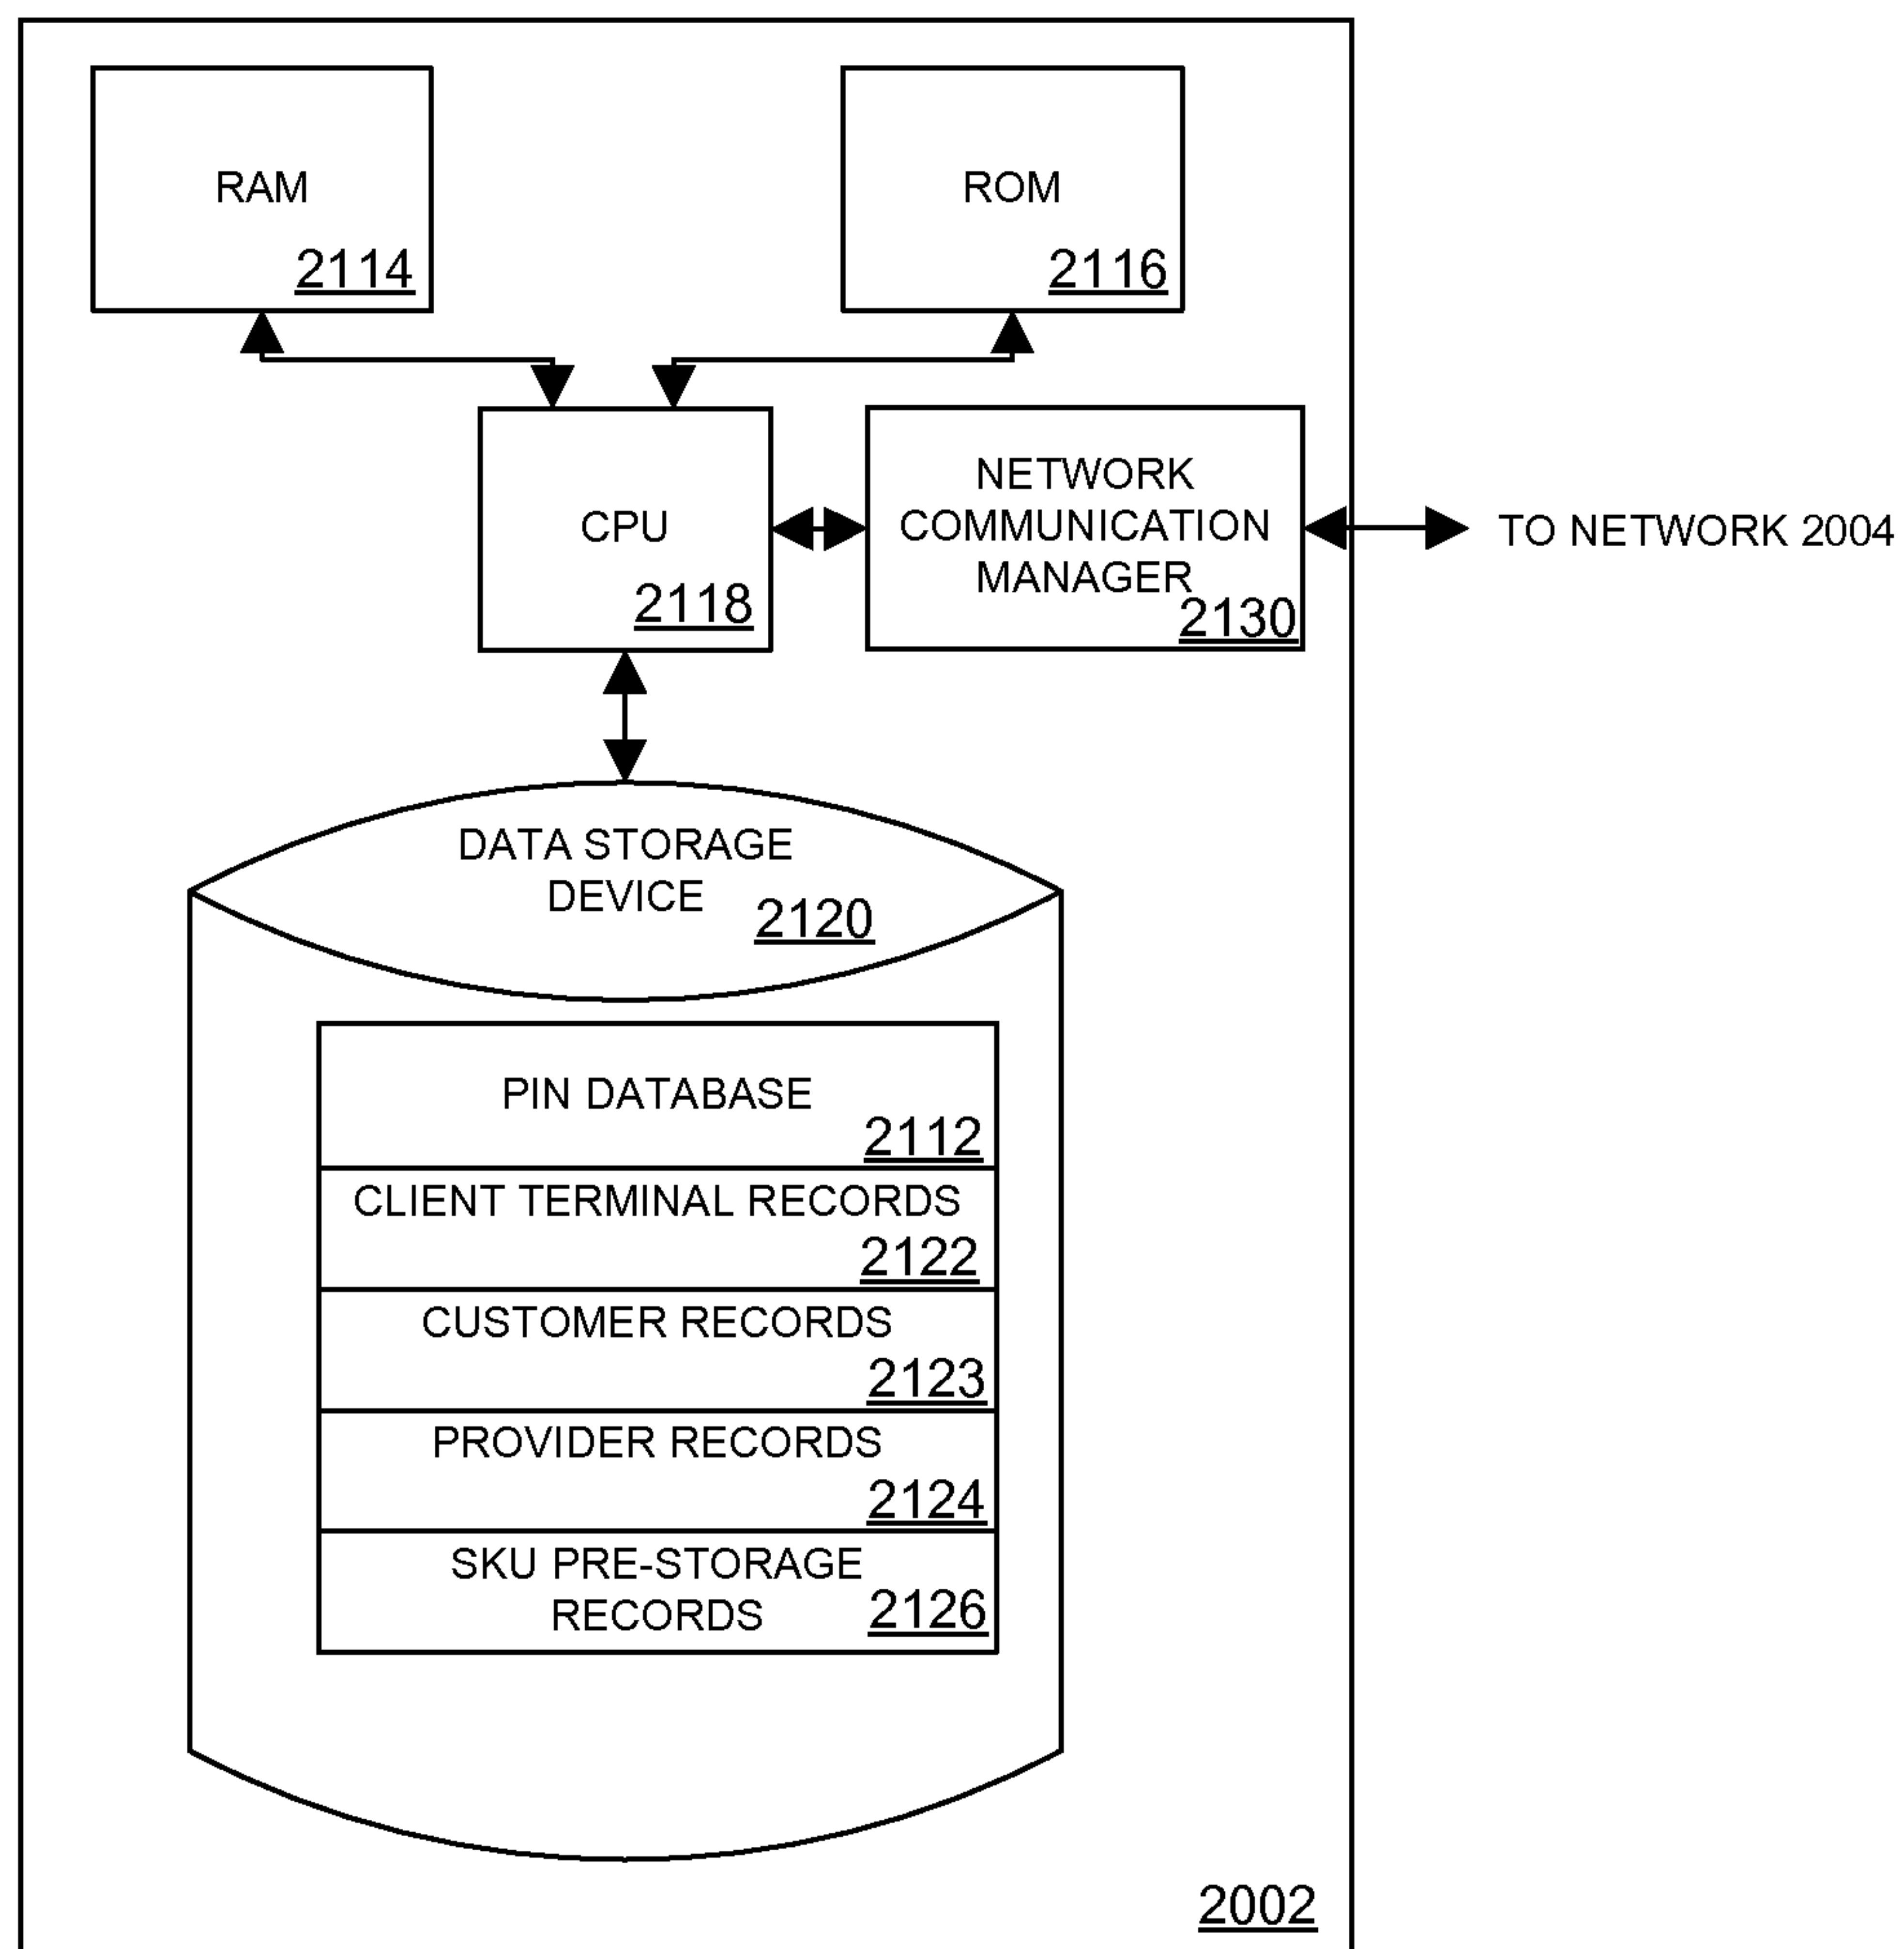 RAM
2114
ROM
2116
CPU
2118
NETWORK
COMMUNICATION
MANAGER
2130
TO NETWORK 2004
DATA STORAGE
DEVICE
2120
PIN DATABASE
2112
CLIENT TERMINAL RECORDS
2122
CUSTOMER RECORDS
2123
PROVIDER RECORDS
2124
SKU PRE-STORAGE
RECORDS
2126
2002